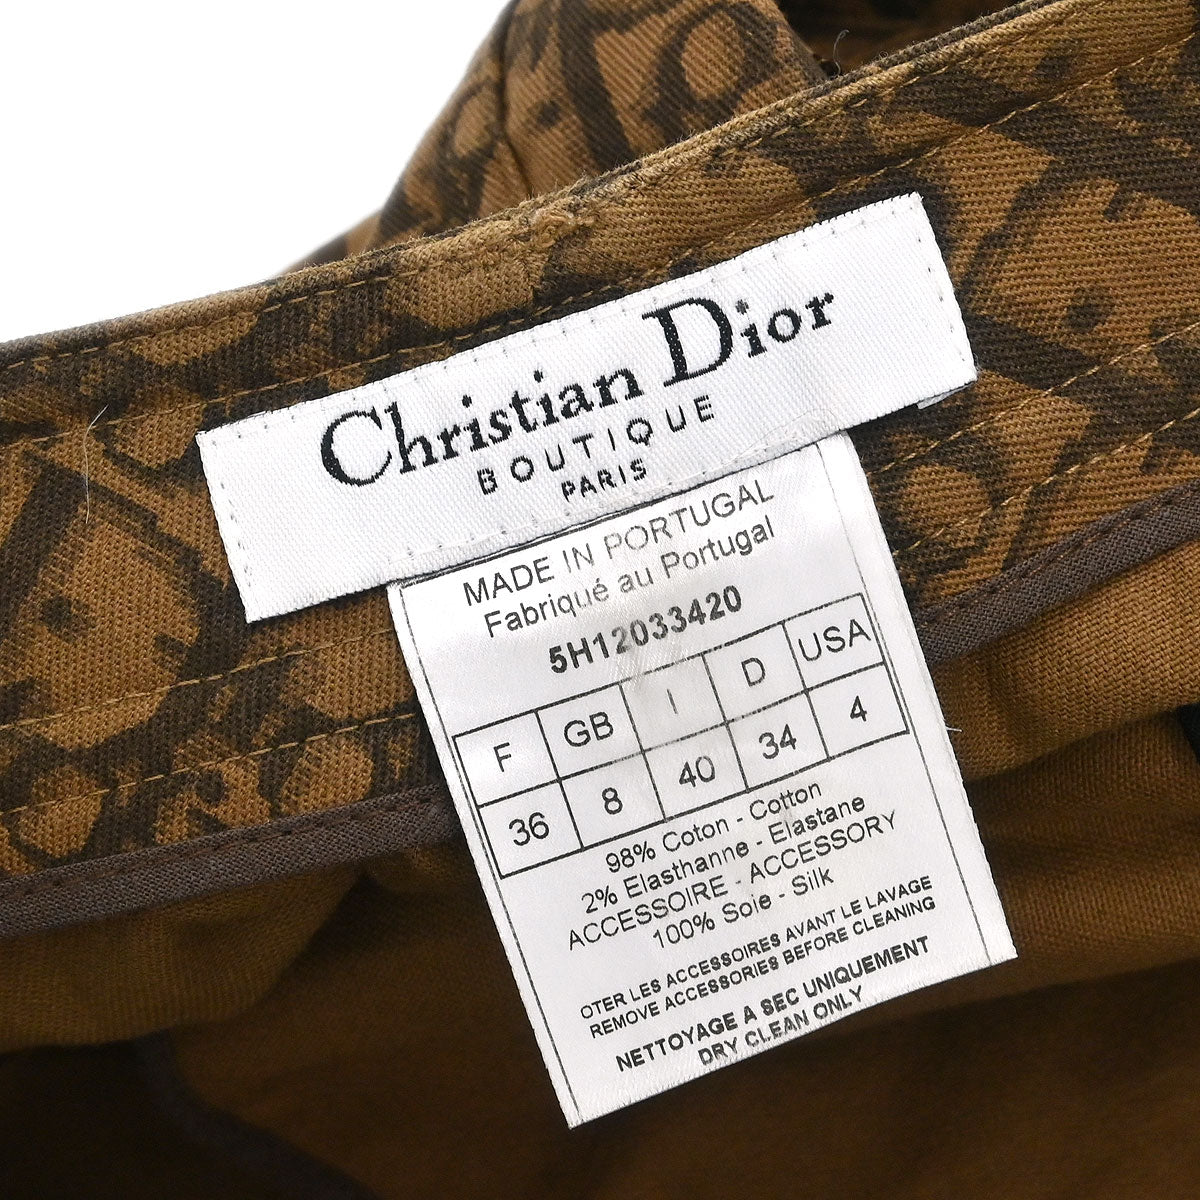 Christian Dior
BOUTIQUE
PARIS
MADE IN PORTUGAL
Fabriqué au Portugal
5H12033420
F GB I D USA
36 8 40 34 4
98% Coton - Cotton
2% Elasthanne - Elastane
ACCESSOIRE - ACCESSORY
100% Soie - Silk
OTER LES ACCESSOIRES AVANT LE LAVAGE
REMOVE ACCESSORIES BEFORE CLEANING
NETTOYAGE A SEC UNIQUEMENT
DRY CLEAN ONLY